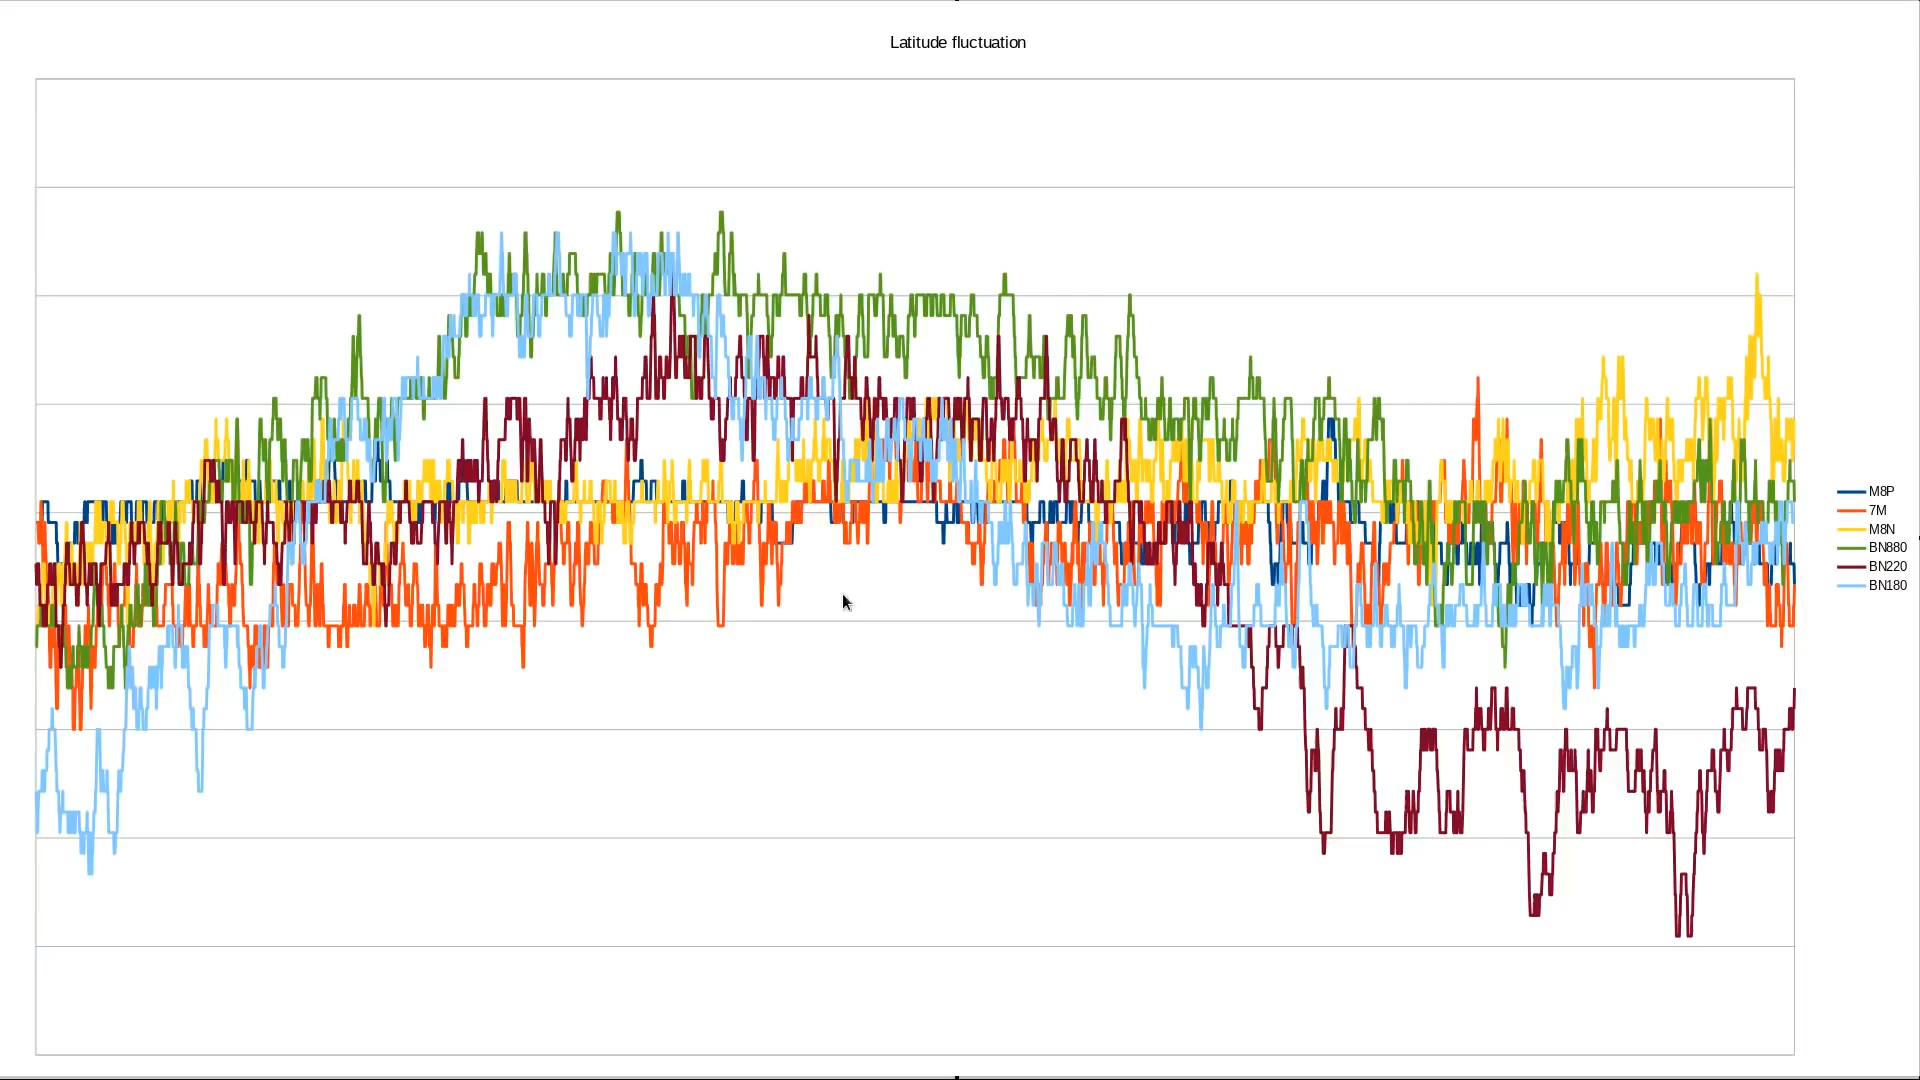 Latitude fluctuation
M8P
7M
M8N
BN880
BN220
BN180